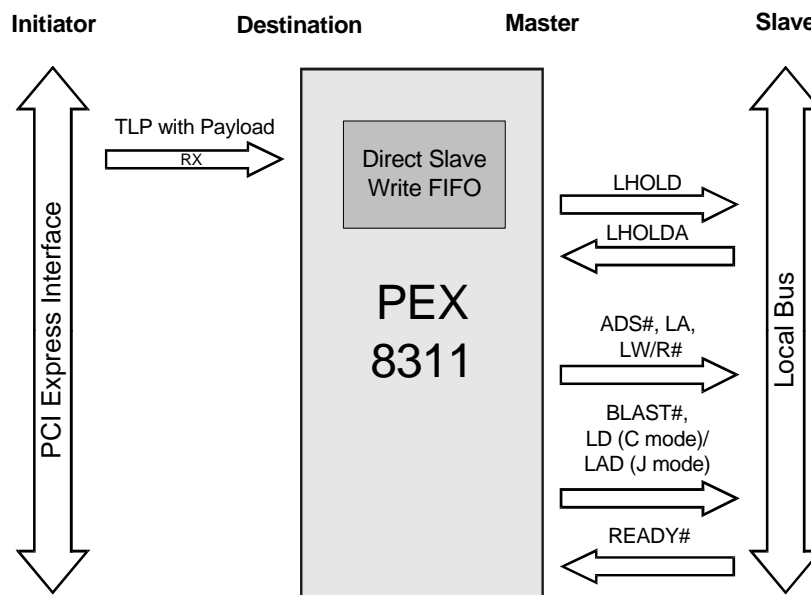 Initiator Destination Master Slave
TLP with Payload
RX
Direct Slave
Write FIFO
LHOLD
LHOLDA
PEX
8311
ADS#, LA,
LW/R#
BLAST#,
LD (C mode)/
LAD (J mode)
READY#
PCI Express Interface
Local Bus